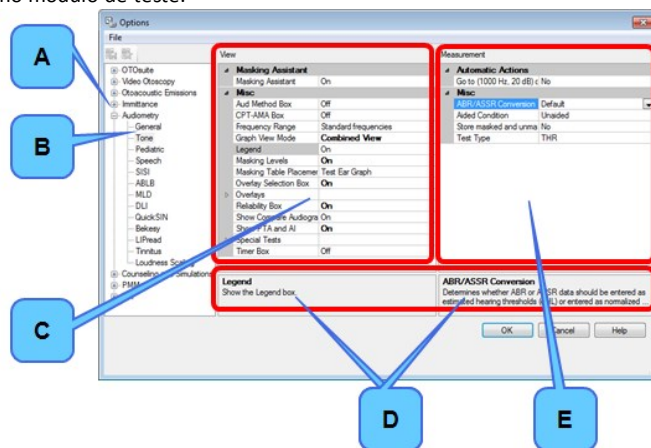 no módulo de teste.
Options
File
View
Measurement
A
B
C
D
E
OTOsuite
Video Otoscopy
Otoacoustic Emissions
Immittance
Audiometry
General
Tone
Pediatric
Speech
SISI
ABLB
MLD
DLI
QuickSIN
Bekesy
LIPread
Tinnitus
Loudness Scaling
Counseling and Simulations
PMM
Masking Assistant
Masking Assistant On
Misc
Aud Method Box Off
CPT-AMA Box Off
Frequency Range Standard frequencies
Graph View Mode Combined View
Legend On
Masking Levels On
Masking Table Placemer Test Ear Graph
Overlay Selection Box On
Overlays
Reliability Box On
Show Compare Audiogra On
Show PTA and AI On
Special Tests
Timer Box Off
Automatic Actions
Go to (1000 Hz, 20 dB) c No
Misc
ABR/ASSR Conversion Default
Aided Condition Unaided
Store masked and unma No
Test Type THR
Legend
Show the Legend box.
ABR/ASSR Conversion
Determines whether ABR or ASSR data should be entered as
estimated hearing thresholds (eHL) or entered as normalized ...
OK Cancel Help